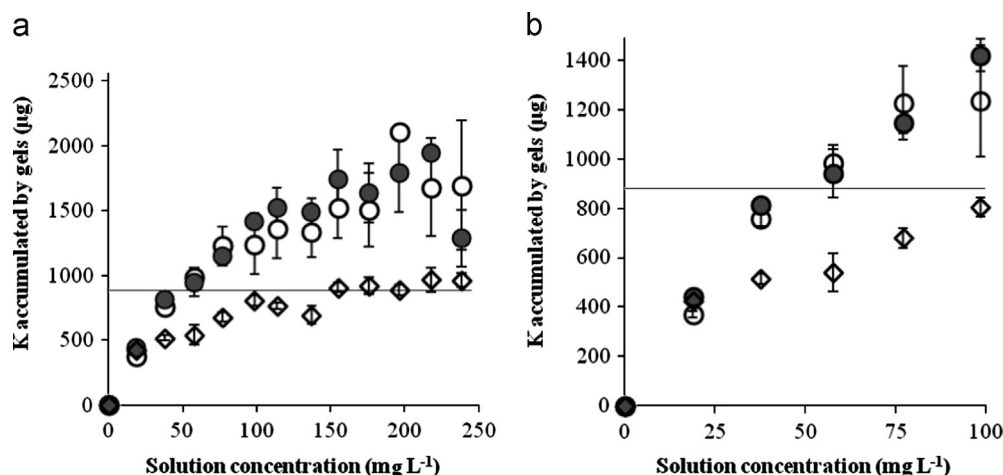 a
K accumulated by gels (µg)
2500
2000
1500
1000
500
0
0 50 100 150 200 250
Solution concentration (mg L-1)
b
K accumulated by gels (µg)
1400
1200
1000
800
600
400
200
0
0 25 50 75 100
Solution concentration (mg L-1)